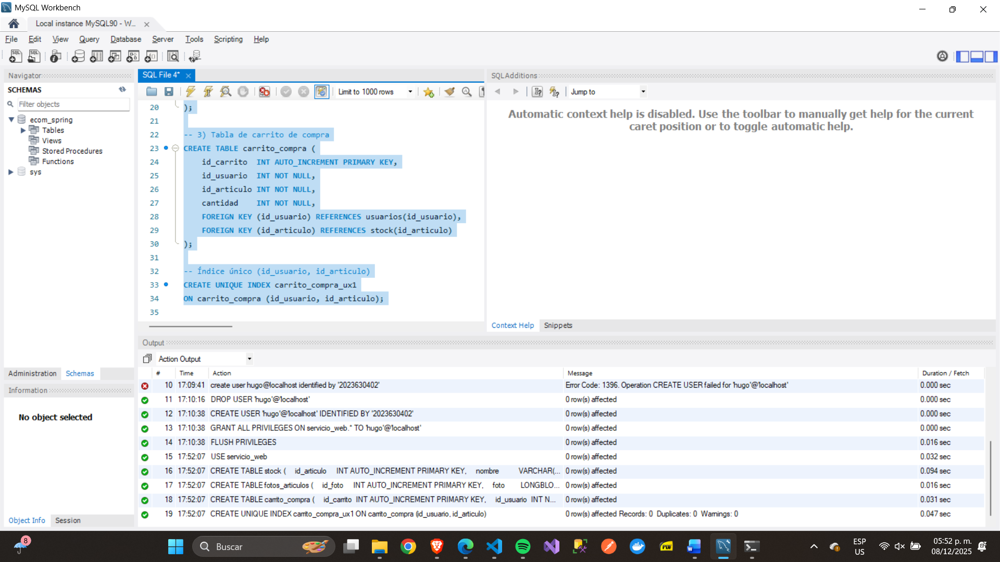 MySQL Workbench
Local instance MySQL90 - W...
File Edit View Query Database Server Tools Scripting Help
Navigator
SCHEMAS
Filter objects
ecom_spring
Tables
Views
Stored Procedures
Functions
sys
Administration Schemas
Information
No object selected
Object Info Session
SQL File 4*
Limit to 1000 rows
20 );
21
22 -- 3) Tabla de carrito de compra
23 CREATE TABLE carrito_compra (
24 id_carrito INT AUTO_INCREMENT PRIMARY KEY,
25 id_usuario INT NOT NULL,
26 id_articulo INT NOT NULL,
27 cantidad INT NOT NULL,
28 FOREIGN KEY (id_usuario) REFERENCES usuarios(id_usuario),
29 FOREIGN KEY (id_articulo) REFERENCES stock(id_articulo)
30 );
31
32 -- Índice único (id_usuario, id_articulo)
33 CREATE UNIQUE INDEX carrito_compra_ux1
34 ON carrito_compra (id_usuario, id_articulo);
35
SQLAdditions
Jump to
Automatic context help is disabled. Use the toolbar to manually get help for the current
caret position or to toggle automatic help.
Context Help Snippets
Output
Action Output
# Time Action Message Duration / Fetch
10 17:09:41 create user hugo@localhost identified by '2023630402' Error Code: 1396. Operation CREATE USER failed for 'hugo'@'localhost' 0.000 sec
11 17:10:16 DROP USER 'hugo'@'localhost' 0 row(s) affected 0.000 sec
12 17:10:38 CREATE USER 'hugo'@'localhost' IDENTIFIED BY '2023630402' 0 row(s) affected 0.000 sec
13 17:10:38 GRANT ALL PRIVILEGES ON servicio_web.* TO 'hugo'@'localhost' 0 row(s) affected 0.000 sec
14 17:10:38 FLUSH PRIVILEGES 0 row(s) affected 0.016 sec
15 17:52:07 USE servicio_web 0 row(s) affected 0.032 sec
16 17:52:07 CREATE TABLE stock ( id_articulo INT AUTO_INCREMENT PRIMARY KEY, nombre VARCHAR(... 0 row(s) affected 0.094 sec
17 17:52:07 CREATE TABLE fotos_articulos ( id_foto INT AUTO_INCREMENT PRIMARY KEY, foto LONGBLO... 0 row(s) affected 0.016 sec
18 17:52:07 CREATE TABLE carrito_compra ( id_carrito INT AUTO_INCREMENT PRIMARY KEY, id_usuario INT N... 0 row(s) affected 0.031 sec
19 17:52:07 CREATE UNIQUE INDEX carrito_compra_ux1 ON carrito_compra (id_usuario, id_articulo) 0 row(s) affected Records: 0 Duplicates: 0 Warnings: 0 0.047 sec
8
Buscar
PDF
ESP
US
05:52 p. m.
08/12/2025